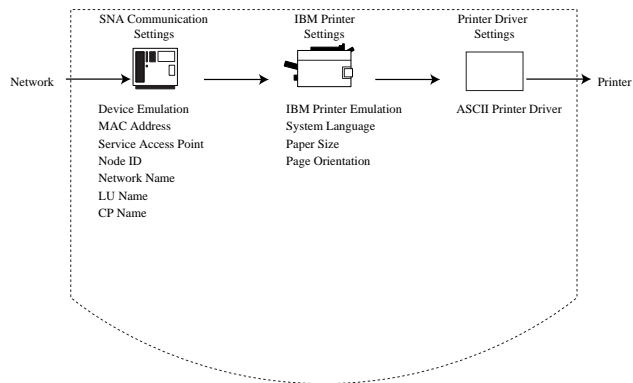 SNA Communication
Settings
IBM Printer
Settings
Printer Driver
Settings
Network
Printer
Device Emulation
MAC Address
Service Access Point
Node ID
Network Name
LU Name
CP Name
IBM Printer Emulation
System Language
Paper Size
Page Orientation
ASCII Printer Driver